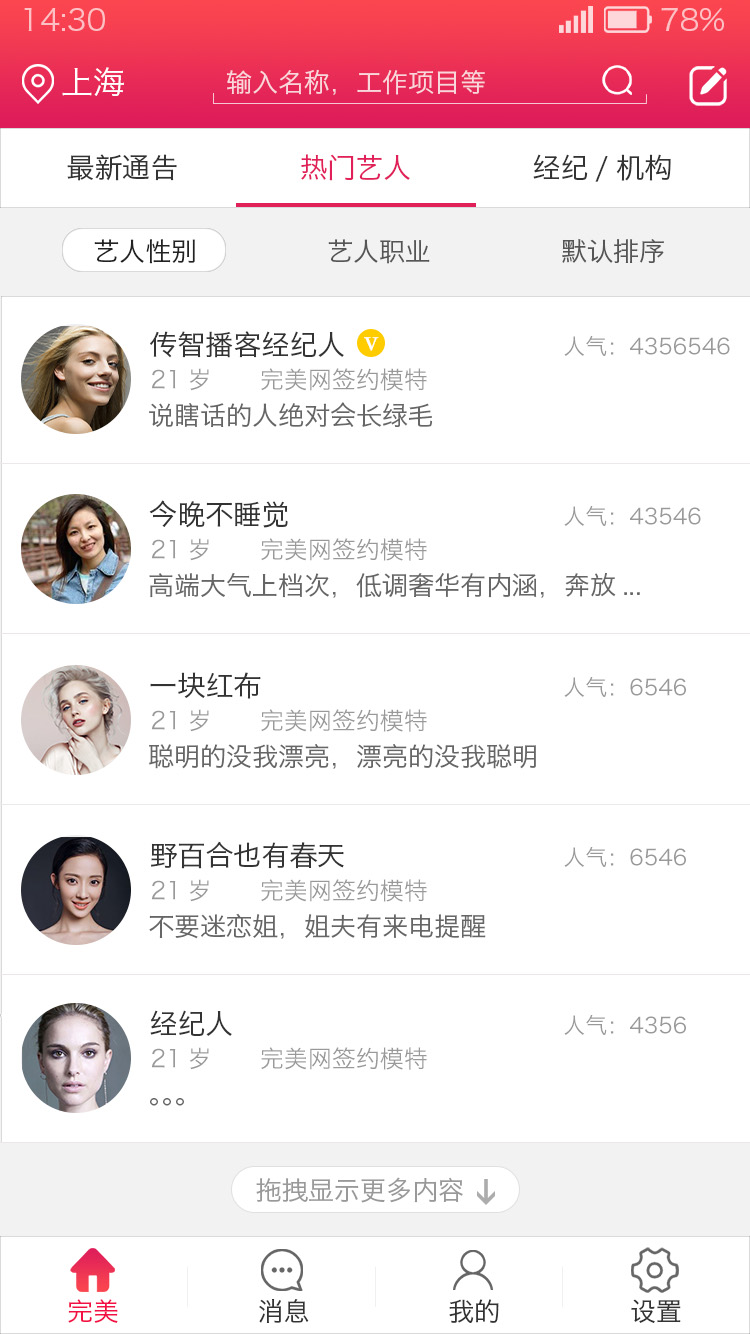 14:30 78%
上海 输入名称，工作项目等
最新通告 热门艺人 经纪 / 机构
艺人性别 艺人职业 默认排序
传智播客经纪人 V 人气：4356546
21 岁 完美网签约模特
说瞎话的人绝对会长绿毛
今晚不睡觉 人气：43546
21 岁 完美网签约模特
高端大气上档次，低调奢华有内涵，奔放 ...
一块红布 人气：6546
21 岁 完美网签约模特
聪明的没我漂亮，漂亮的没我聪明
野百合也有春天 人气：6546
21 岁 完美网签约模特
不要迷恋姐，姐夫有来电提醒
经纪人 人气：4356
21 岁 完美网签约模特
。。。
拖拽显示更多内容 ↓
完美 消息 我的 设置